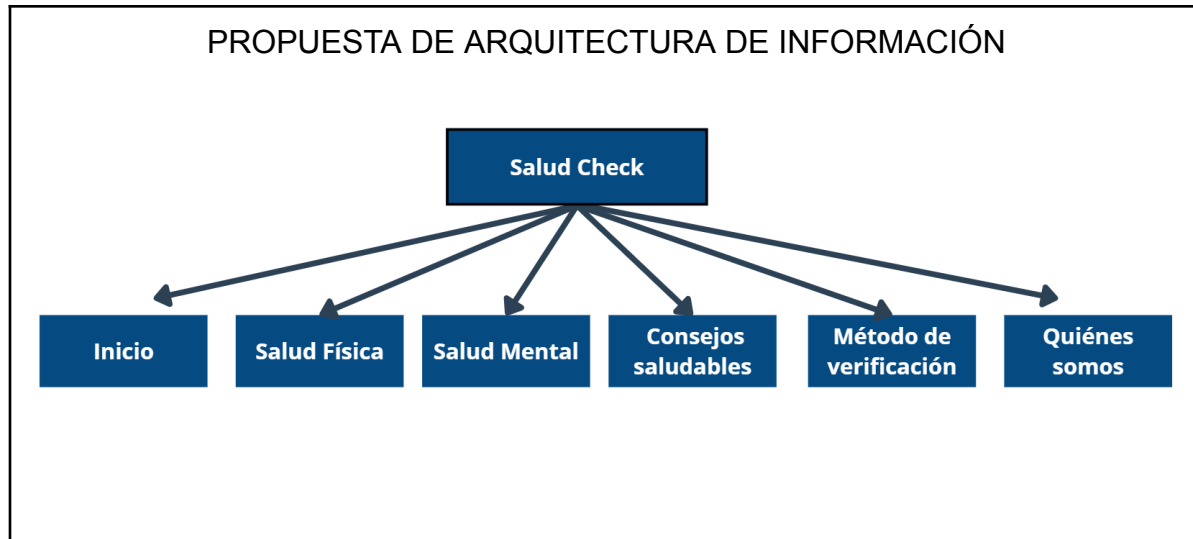 PROPUESTA DE ARQUITECTURA DE INFORMACIÓN
Salud Check
Inicio
Salud Física
Salud Mental
Consejos
saludables
Método de
verificación
Quiénes
somos